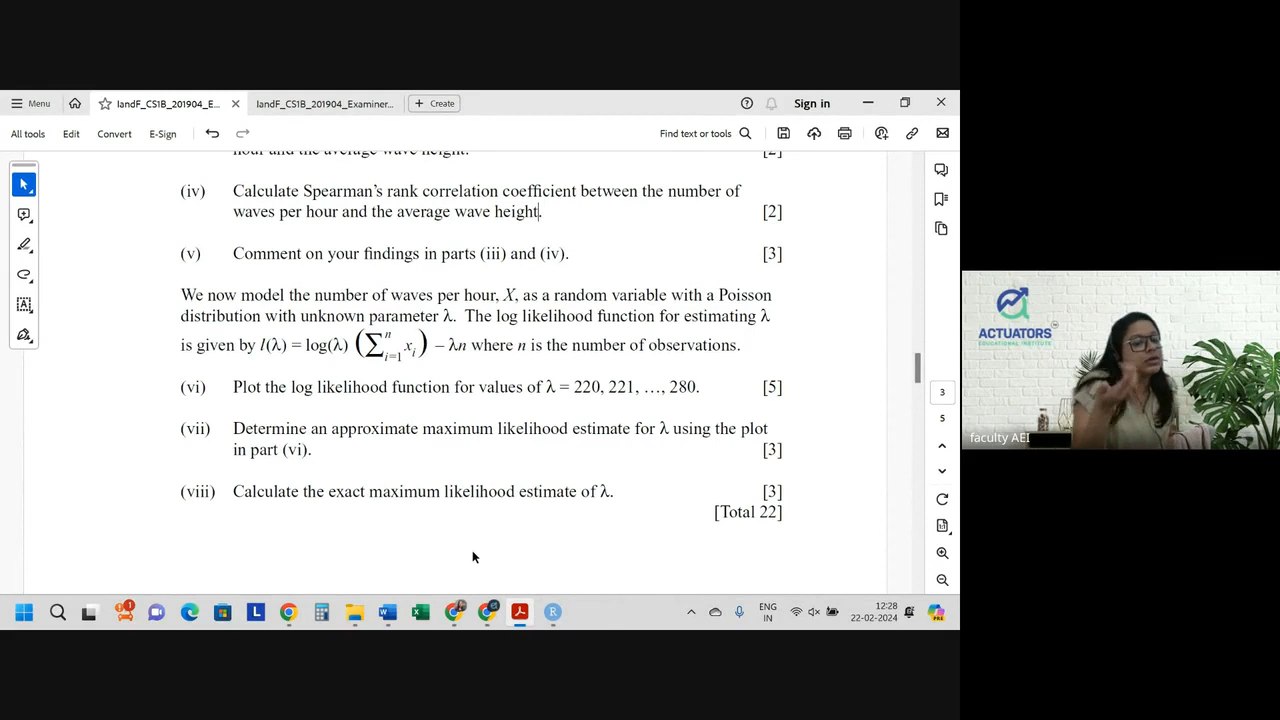 Menu
IandF_CS1B_201904_E...
IandF_CS1B_201904_Examiner...
Create
Sign in
All tools
Edit
Convert
E-Sign
Find text or tools
hour and the average wave height. [2]
(iv) Calculate Spearman's rank correlation coefficient between the number of
waves per hour and the average wave height. [2]
(v) Comment on your findings in parts (iii) and (iv). [3]
We now model the number of waves per hour, X, as a random variable with a Poisson
distribution with unknown parameter λ. The log likelihood function for estimating λ
is given by l(λ) = log(λ) (∑ⁿᵢ₌₁ xᵢ) – λn where n is the number of observations.
(vi) Plot the log likelihood function for values of λ = 220, 221, …, 280. [5]
(vii) Determine an approximate maximum likelihood estimate for λ using the plot
in part (vi). [3]
(viii) Calculate the exact maximum likelihood estimate of λ. [3]
[Total 22]
3
5
ACTUATORS
EDUCATIONAL INSTITUTE
TM
faculty AEI
1
L
W
X
R
ENG
IN
12:28
22-02-2024
PRE